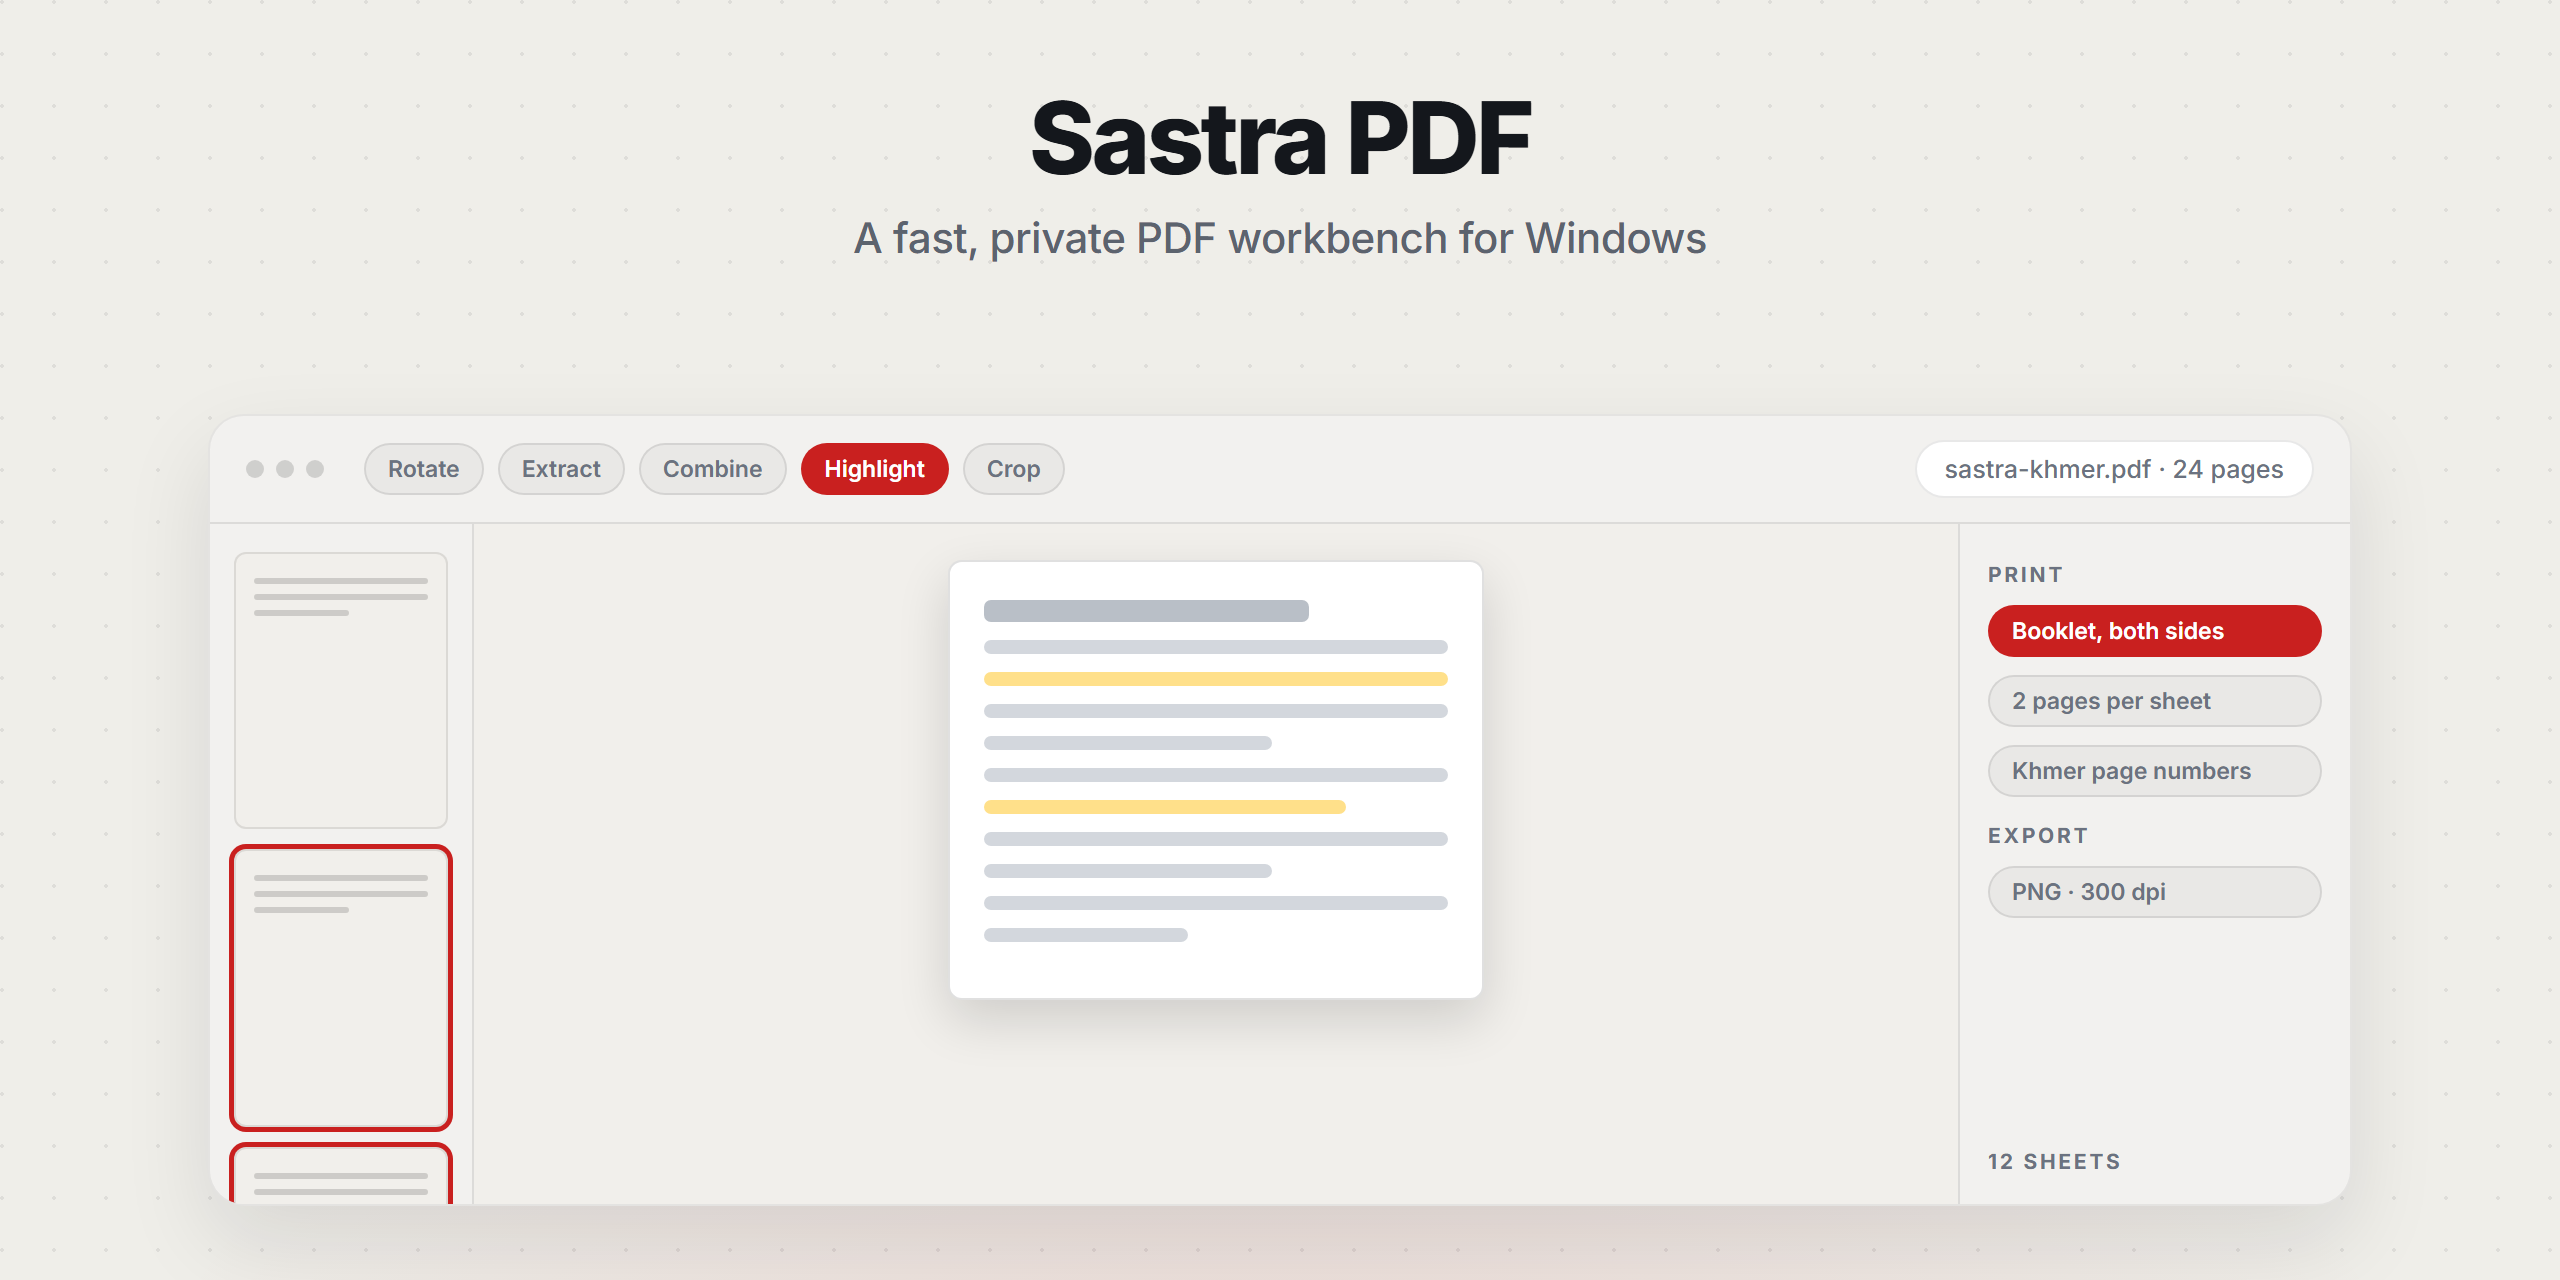 Sastra PDF
A fast, private PDF workbench for Windows
Rotate Extract Combine Highlight Crop sastra-khmer.pdf · 24 pages
PRINT
Booklet, both sides
2 pages per sheet
Khmer page numbers
EXPORT
PNG · 300 dpi
12 SHEETS